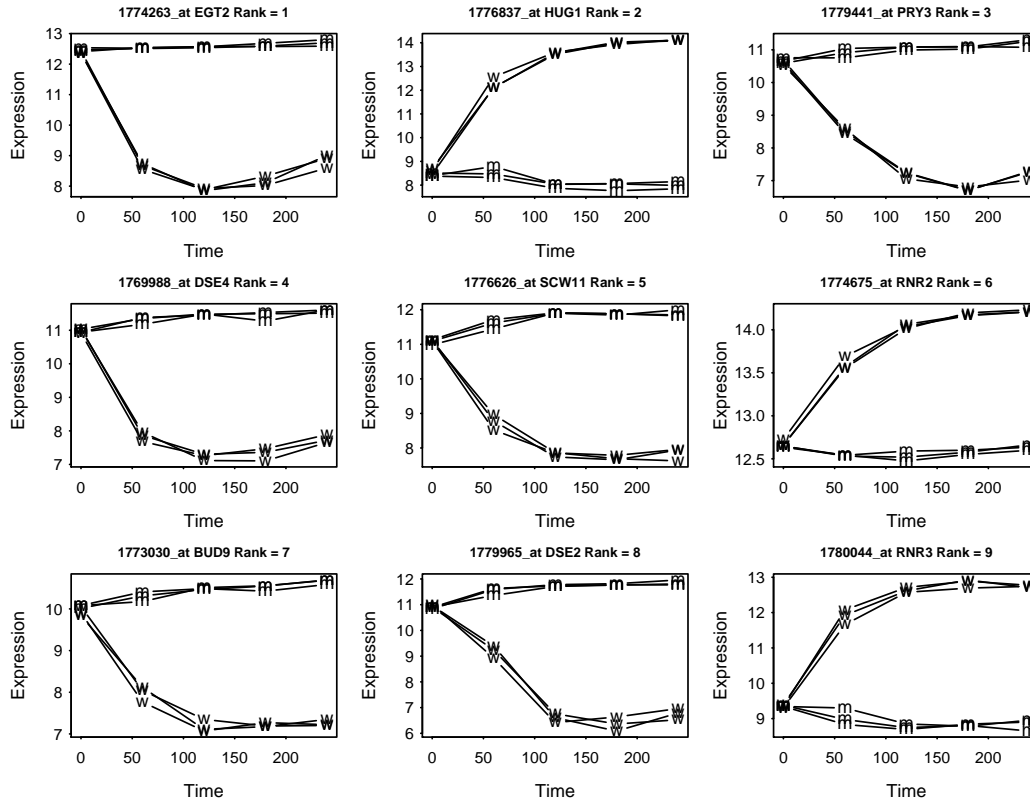 1774263_at EGT2 Rank = 1
Expression
13
12
11
10
9
8
0 50 100 150 200
Time
1776837_at HUG1 Rank = 2
Expression
14
13
12
11
10
9
8
0 50 100 150 200
Time
1779441_at PRY3 Rank = 3
Expression
11
10
9
8
7
0 50 100 150 200
Time
1769988_at DSE4 Rank = 4
Expression
11
10
9
8
7
0 50 100 150 200
Time
1776626_at SCW11 Rank = 5
Expression
12
11
10
9
8
0 50 100 150 200
Time
1774675_at RNR2 Rank = 6
Expression
14.0
13.5
13.0
12.5
0 50 100 150 200
Time
1773030_at BUD9 Rank = 7
Expression
10
9
8
7
0 50 100 150 200
Time
1779965_at DSE2 Rank = 8
Expression
12
11
10
9
8
7
6
0 50 100 150 200
Time
1780044_at RNR3 Rank = 9
Expression
13
12
11
10
9
0 50 100 150 200
Time